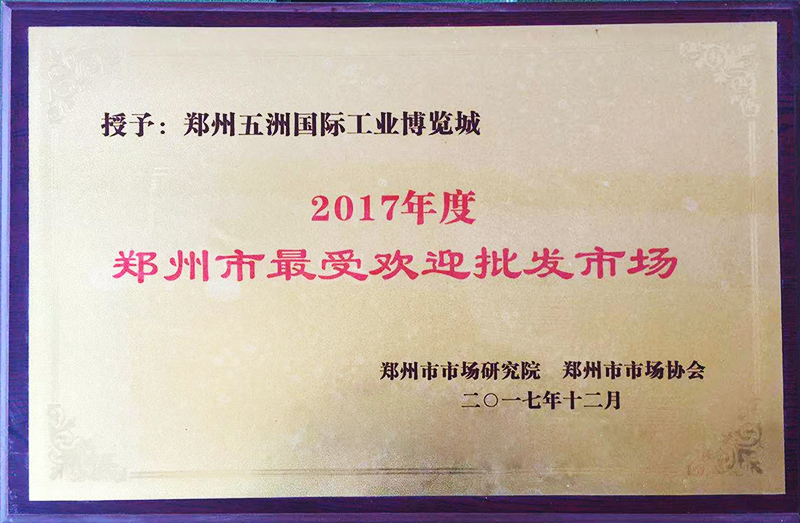 授予：郑州五洲国际工业博览城
2017年度
郑州市最受欢迎批发市场
郑州市市场研究院　郑州市市场协会
二〇一七年十二月